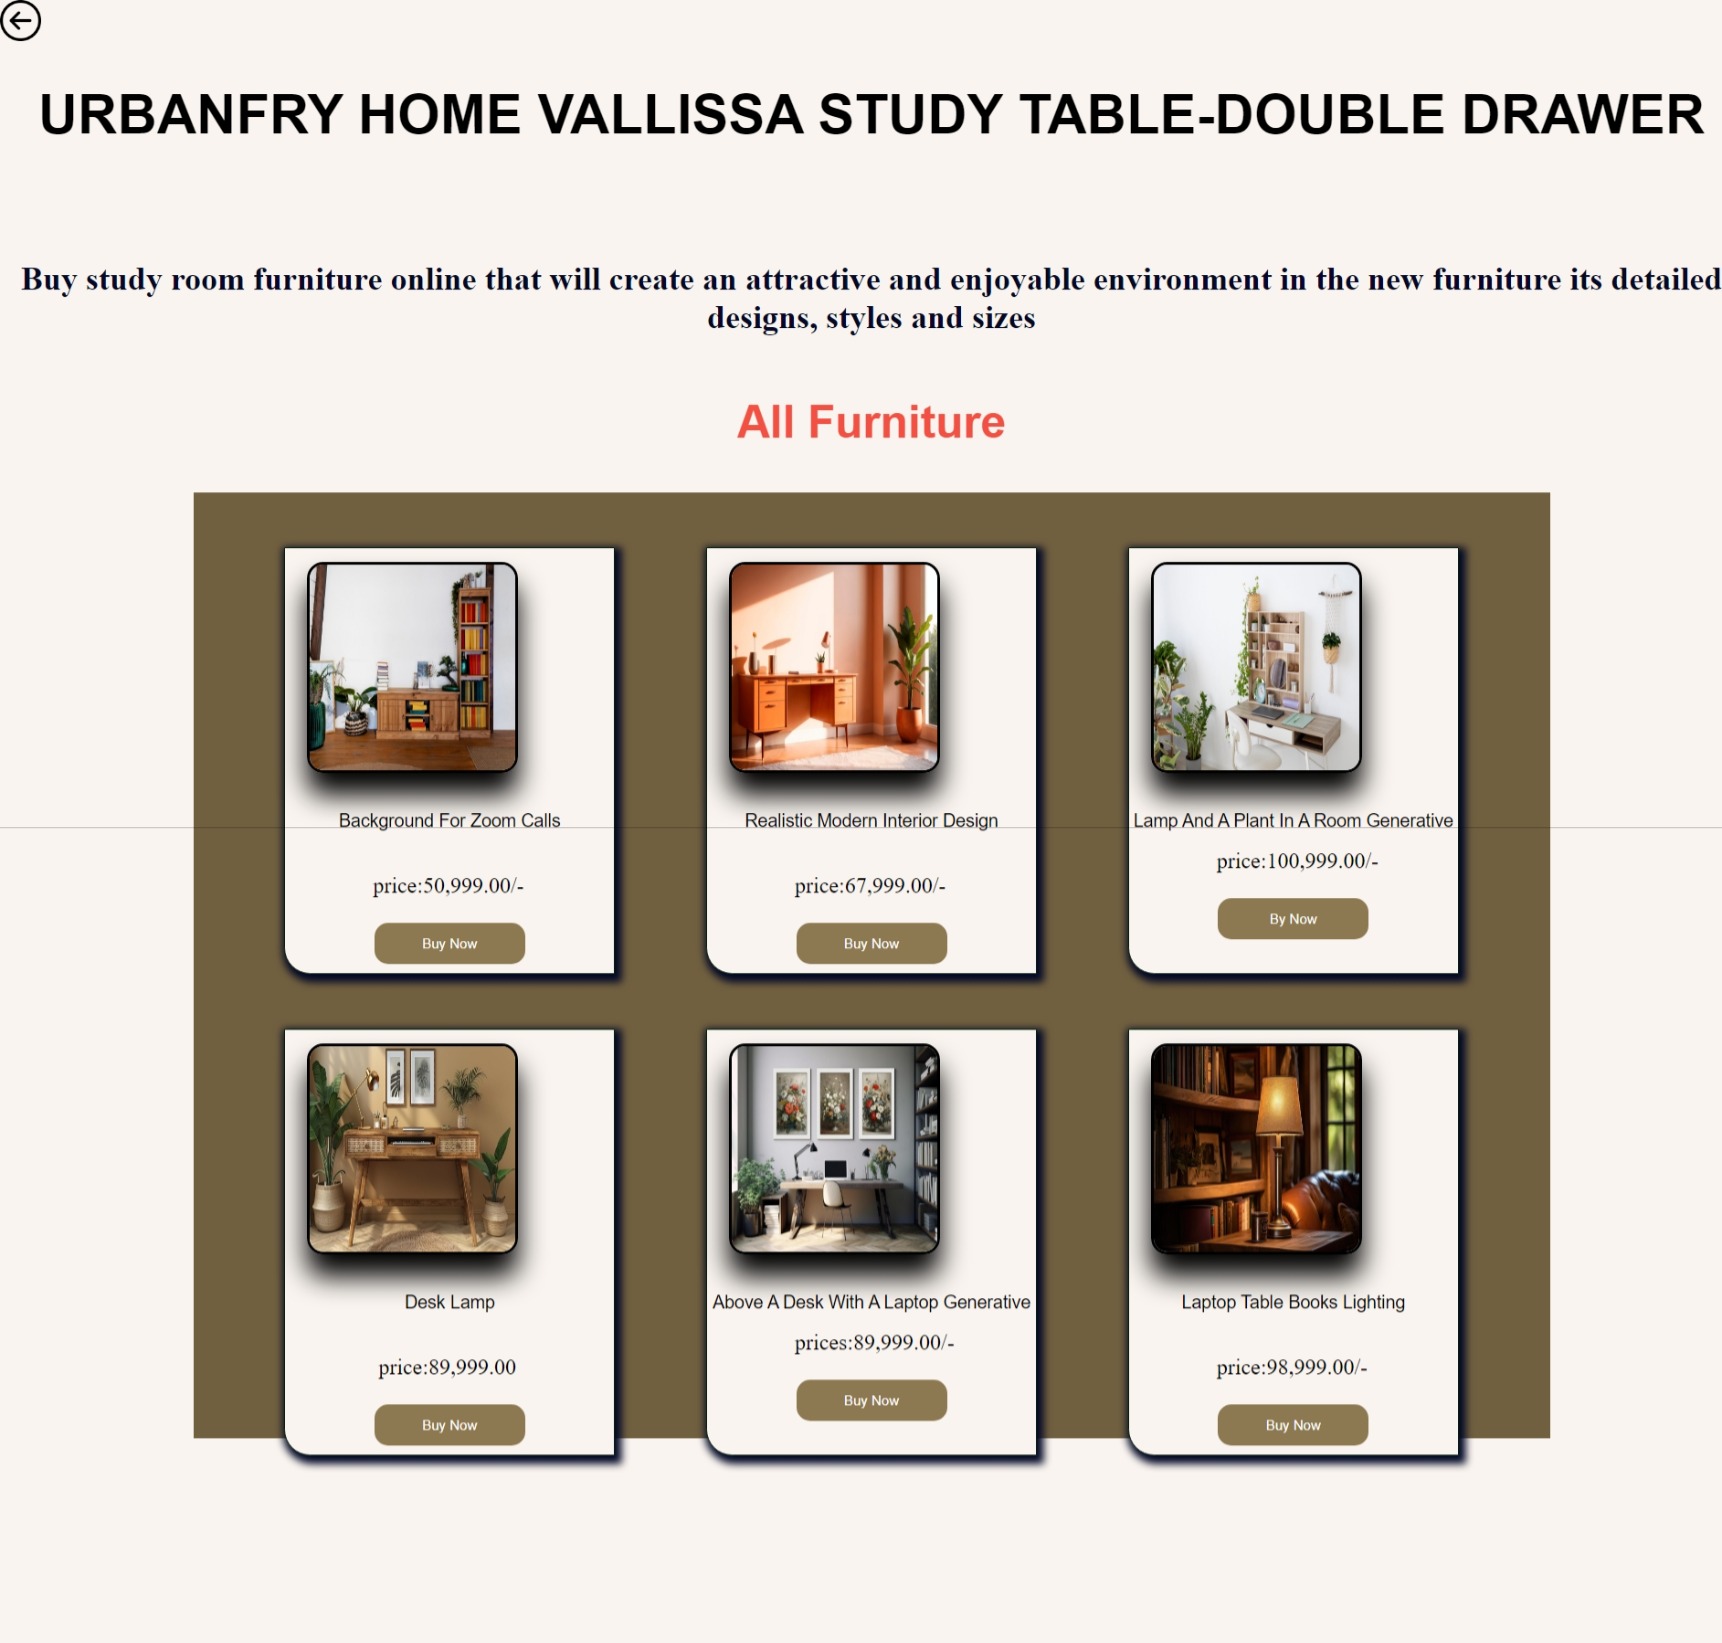 URBANFRY HOME VALLISSA STUDY TABLE-DOUBLE DRAWER
Buy study room furniture online that will create an attractive and enjoyable environment in the new furniture its detailed
designs, styles and sizes
All Furniture
Background For Zoom Calls
price:50,999.00/-
Buy Now
Realistic Modern Interior Design
price:67,999.00/-
Buy Now
Lamp And A Plant In A Room Generative
price:100,999.00/-
By Now
Desk Lamp
price:89,999.00
Buy Now
Above A Desk With A Laptop Generative
prices:89,999.00/-
Buy Now
Laptop Table Books Lighting
price:98,999.00/-
Buy Now